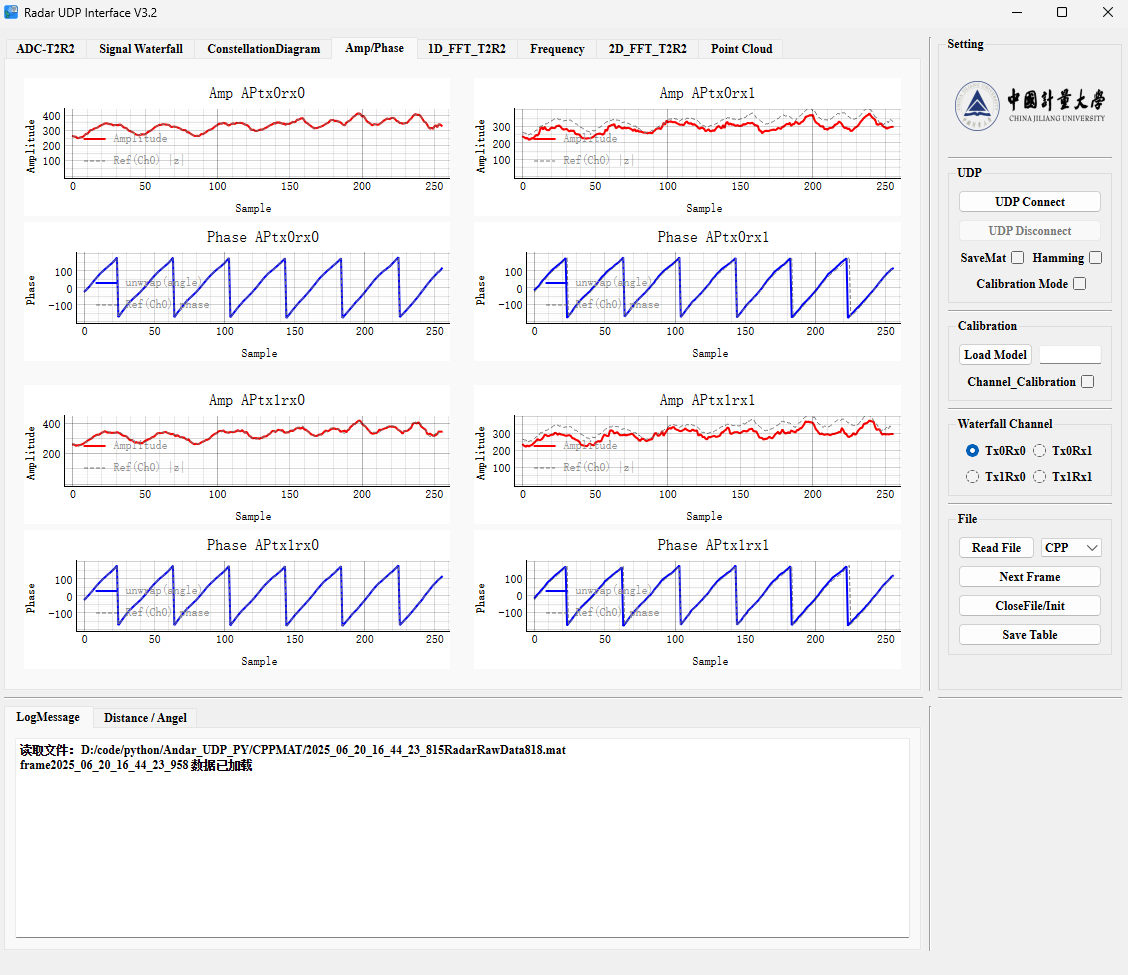 Radar UDP Interface V3.2
ADC-T2R2 Signal Waterfall ConstellationDiagram Amp/Phase 1D_FFT_T2R2 Frequency 2D_FFT_T2R2 Point Cloud
Amp APtx0rx0
Amplitude
400
300
200
100
Amplitude
Ref(Ch0) |z|
0 50 100 150 200 250
Sample
Amp APtx0rx1
Amplitude
300
200
100
Amplitude
Ref(Ch0) |z|
0 50 100 150 200 250
Sample
Phase APtx0rx0
Phase
100
0
−100
unwrap(angle)
Ref(Ch0) phase
0 50 100 150 200 250
Sample
Phase APtx0rx1
Phase
100
0
−100
unwrap(angle)
Ref(Ch0) phase
0 50 100 150 200 250
Sample
Amp APtx1rx0
Amplitude
400
200
Amplitude
Ref(Ch0) |z|
0 50 100 150 200 250
Sample
Amp APtx1rx1
Amplitude
300
200
100
Amplitude
Ref(Ch0) |z|
0 50 100 150 200 250
Sample
Phase APtx1rx0
Phase
100
0
−100
unwrap(angle)
Ref(Ch0) phase
0 50 100 150 200 250
Sample
Phase APtx1rx1
Phase
100
0
−100
unwrap(angle)
Ref(Ch0) phase
0 50 100 150 200 250
Sample
Setting
中國计量大学
CHINA JILIANG UNIVERSITY
UDP
UDP Connect
UDP Disconnect
SaveMat Hamming
Calibration Mode
Calibration
Load Model
Channel_Calibration
Waterfall Channel
Tx0Rx0 Tx0Rx1
Tx1Rx0 Tx1Rx1
File
Read File CPP
Next Frame
CloseFile/Init
Save Table
LogMessage Distance / Angel
读取文件：D:/code/python/Andar_UDP_PY/CPPMAT/2025_06_20_16_44_23_815RadarRawData818.mat
frame2025_06_20_16_44_23_958 数据已加载